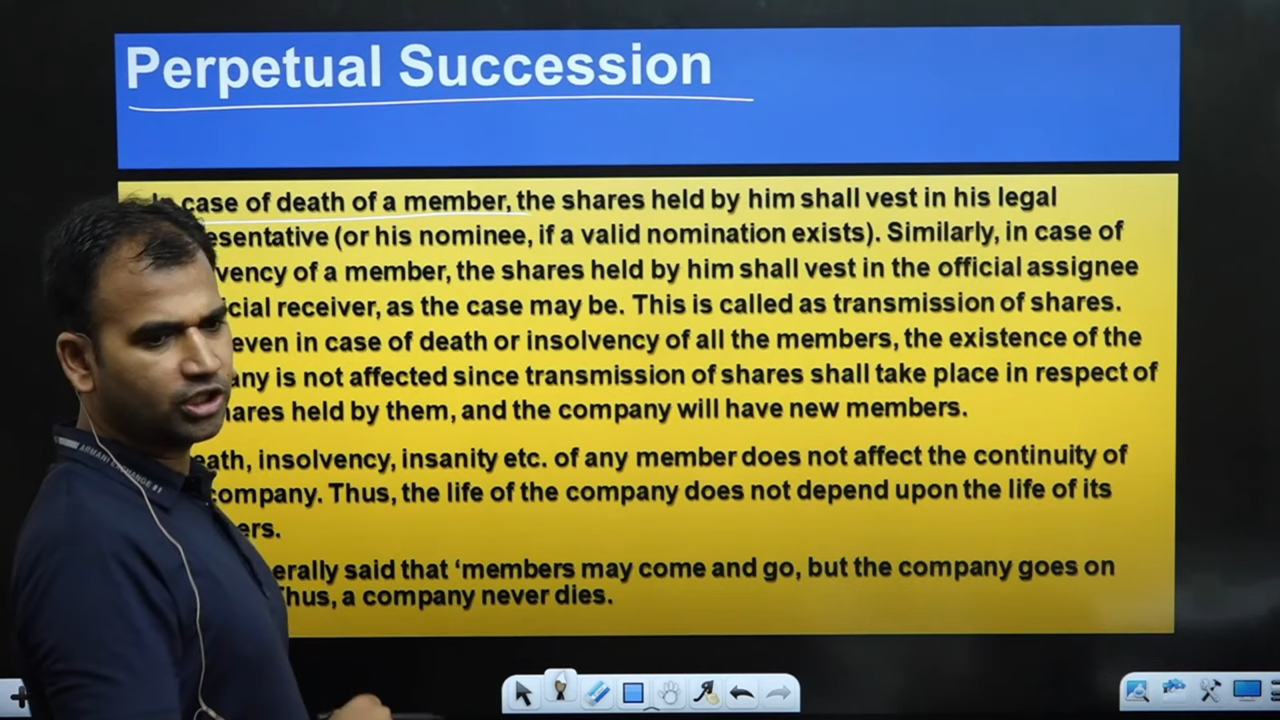 Perpetual Succession
In case of death of a member, the shares held by him shall vest in his legal
esentative (or his nominee, if a valid nomination exists). Similarly, in case of
vency of a member, the shares held by him shall vest in the official assignee
cial receiver, as the case may be. This is called as transmission of shares.
even in case of death or insolvency of all the members, the existence of the
any is not affected since transmission of shares shall take place in respect of
ares held by them, and the company will have new members.
eath, insolvency, insanity etc. of any member does not affect the continuity of
company. Thus, the life of the company does not depend upon the life of its
ers.
erally said that ‘members may come and go, but the company goes on
Thus, a company never dies.
ARMANI EXCHANGE